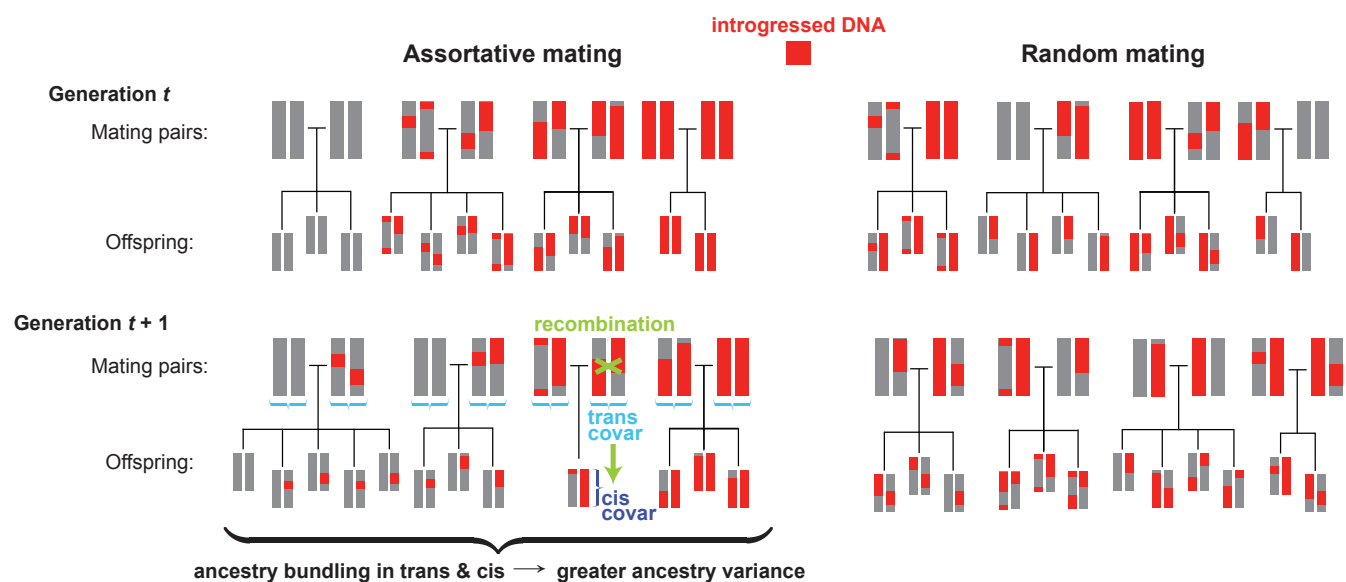 introgressed DNA
Assortative mating
Random mating
Generation t
Mating pairs:
Offspring:
Generation t + 1
recombination
Mating pairs:
trans
covar
Offspring:
cis
covar
ancestry bundling in trans & cis → greater ancestry variance